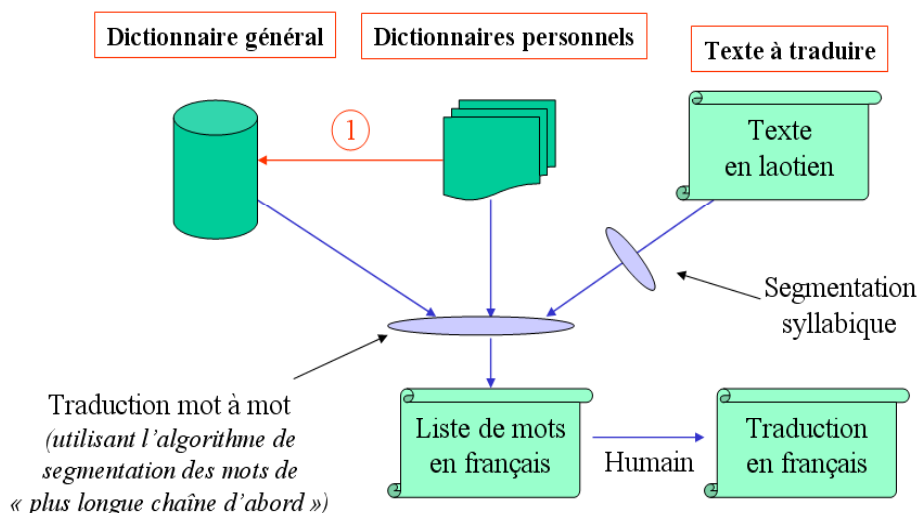 Dictionnaire général
Dictionnaires personnels
Texte à traduire
1
Texte
en laotien
Segmentation
syllabique
Traduction mot à mot
(utilisant l'algorithme de
segmentation des mots de
« plus longue chaîne d'abord »)
Liste de mots
en français
Humain
Traduction
en français